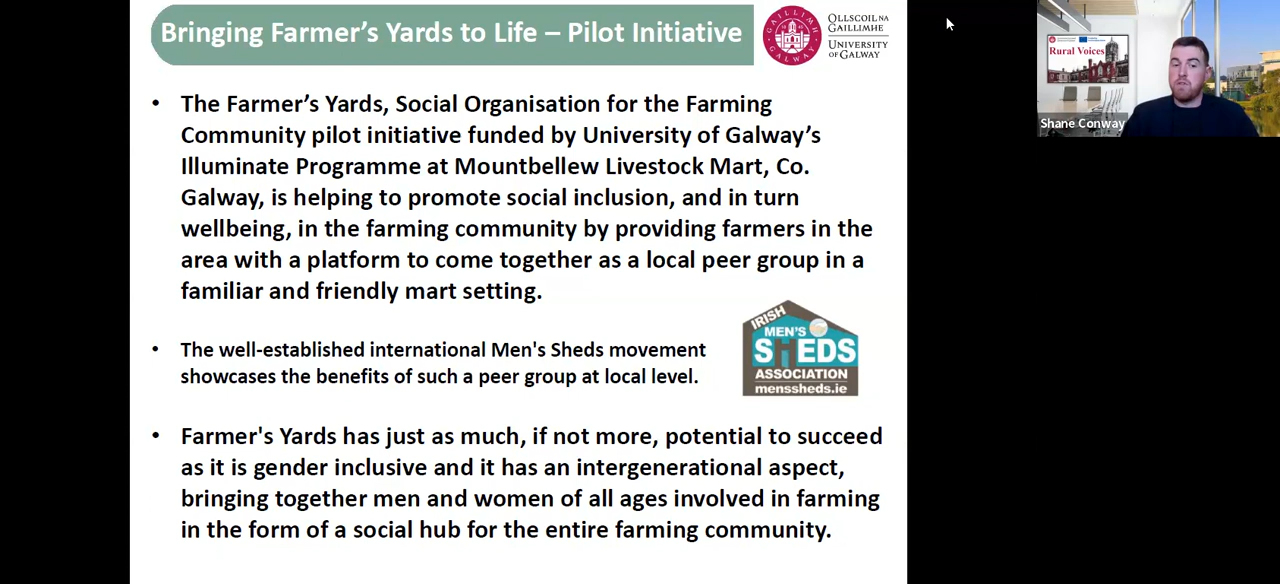 Bringing Farmer's Yards to Life – Pilot Initiative
GAILLIMH
GALWAY
OLLSCOIL NA
GAILLIMHE
UNIVERSITY
OF GALWAY
Rural Voices
Shane Conway
• The Farmer's Yards, Social Organisation for the Farming
Community pilot initiative funded by University of Galway's
Illuminate Programme at Mountbellew Livestock Mart, Co.
Galway, is helping to promote social inclusion, and in turn
wellbeing, in the farming community by providing farmers in the
area with a platform to come together as a local peer group in a
familiar and friendly mart setting.
• The well-established international Men's Sheds movement
showcases the benefits of such a peer group at local level.
IRISH
MEN'S
SHEDS
ASSOCIATION
menssheds.ie
• Farmer's Yards has just as much, if not more, potential to succeed
as it is gender inclusive and it has an intergenerational aspect,
bringing together men and women of all ages involved in farming
in the form of a social hub for the entire farming community.